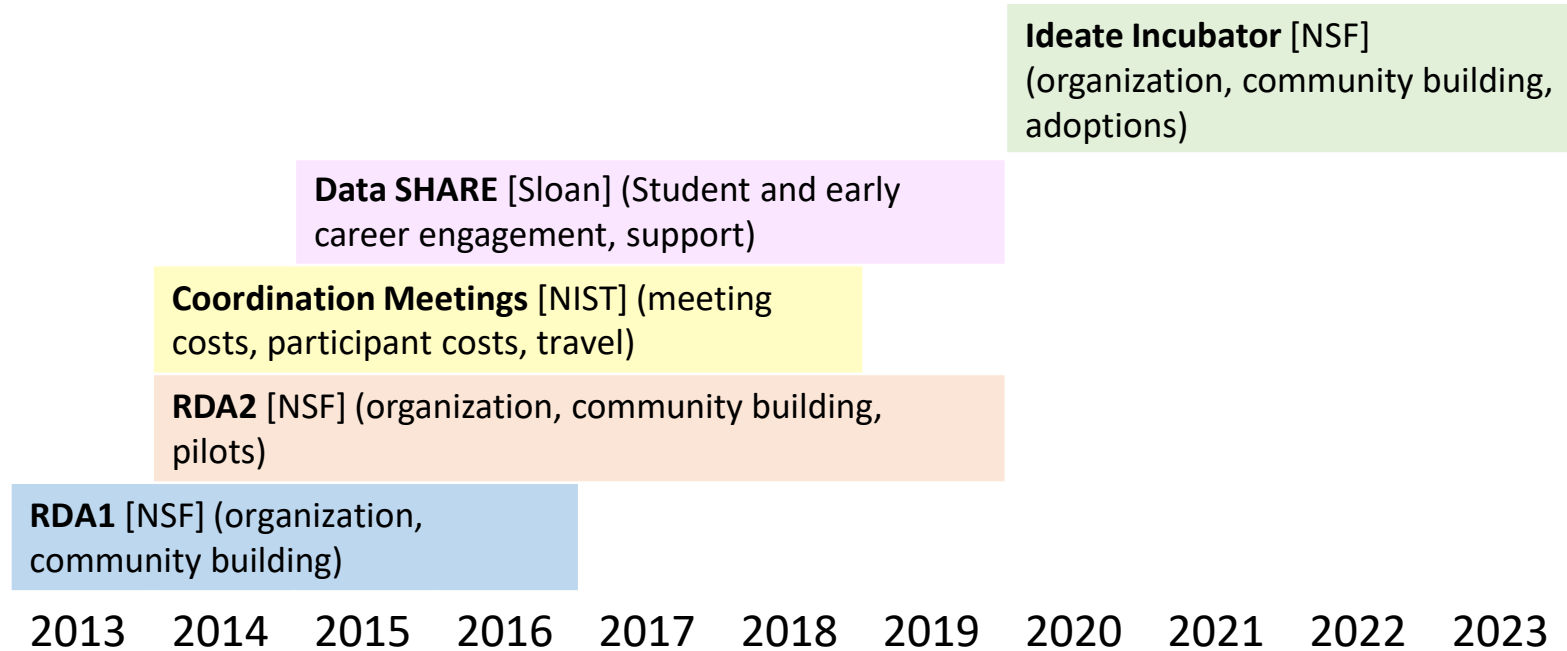 Ideate Incubator [NSF]
(organization, community building,
adoptions)
Data SHARE [Sloan] (Student and early
career engagement, support)
Coordination Meetings [NIST] (meeting
costs, participant costs, travel)
RDA2 [NSF] (organization, community building,
pilots)
RDA1 [NSF] (organization,
community building)
2013 2014 2015 2016 2017 2018 2019 2020 2021 2022 2023